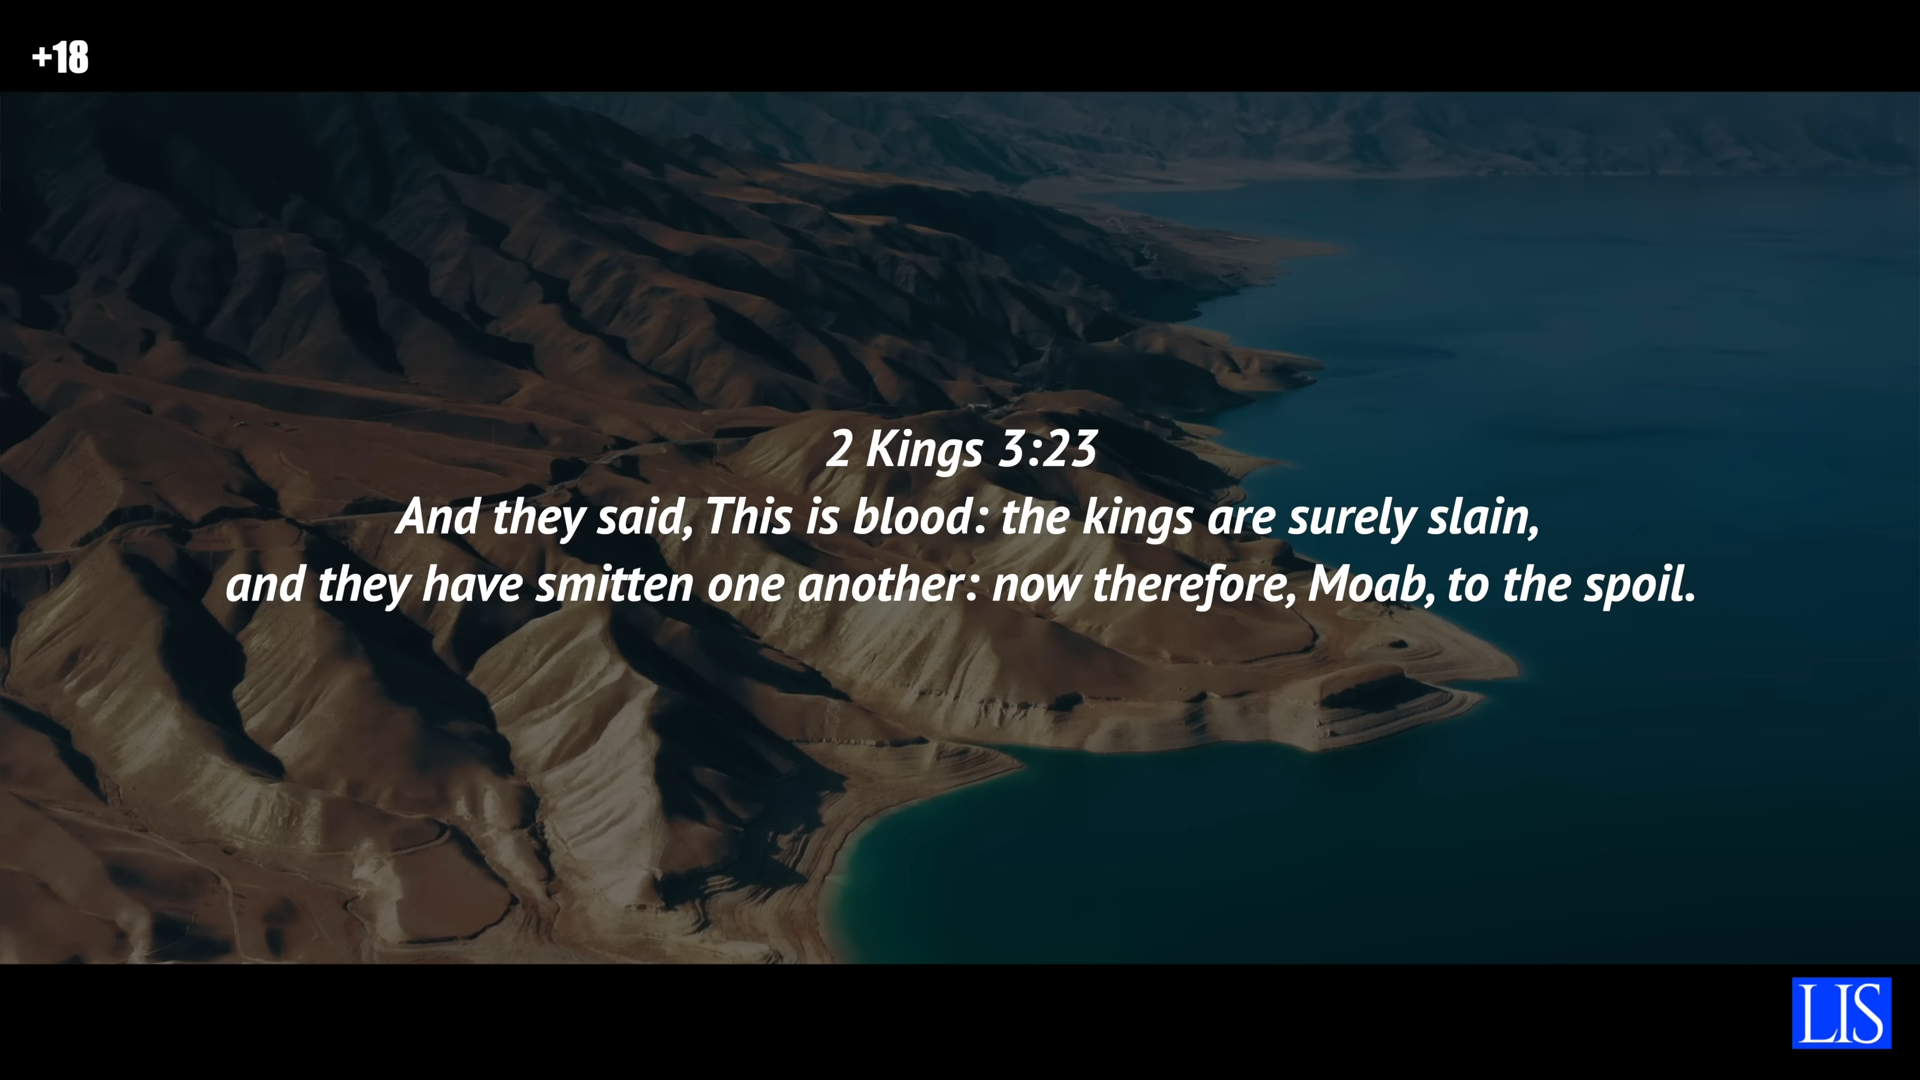 +18
2 Kings 3:23
And they said, This is blood: the kings are surely slain,
and they have smitten one another: now therefore, Moab, to the spoil.
LIS